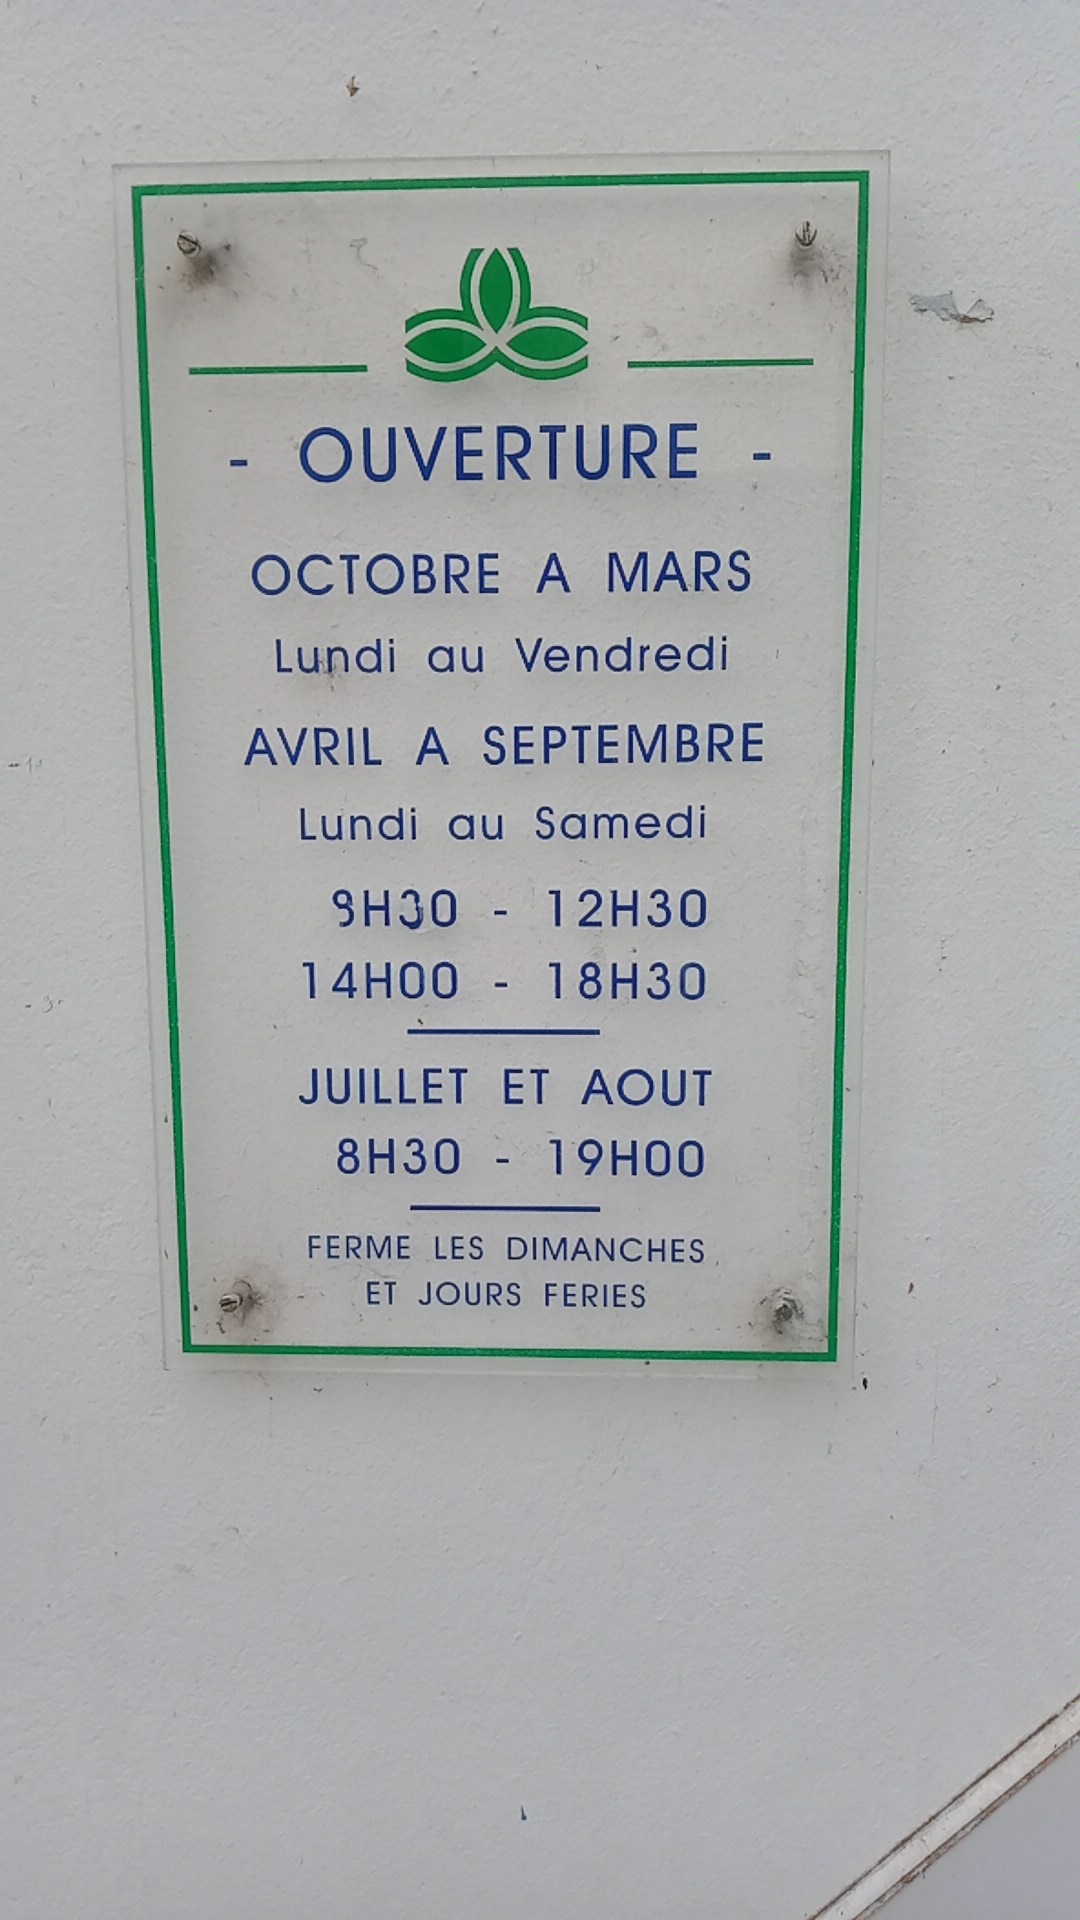 - OUVERTURE -
OCTOBRE A MARS
Lundi au Vendredi
AVRIL A SEPTEMBRE
Lundi au Samedi
8H30 - 12H30
14H00 - 18H30
JUILLET ET AOUT
8H30 - 19H00
FERME LES DIMANCHES
ET JOURS FERIES